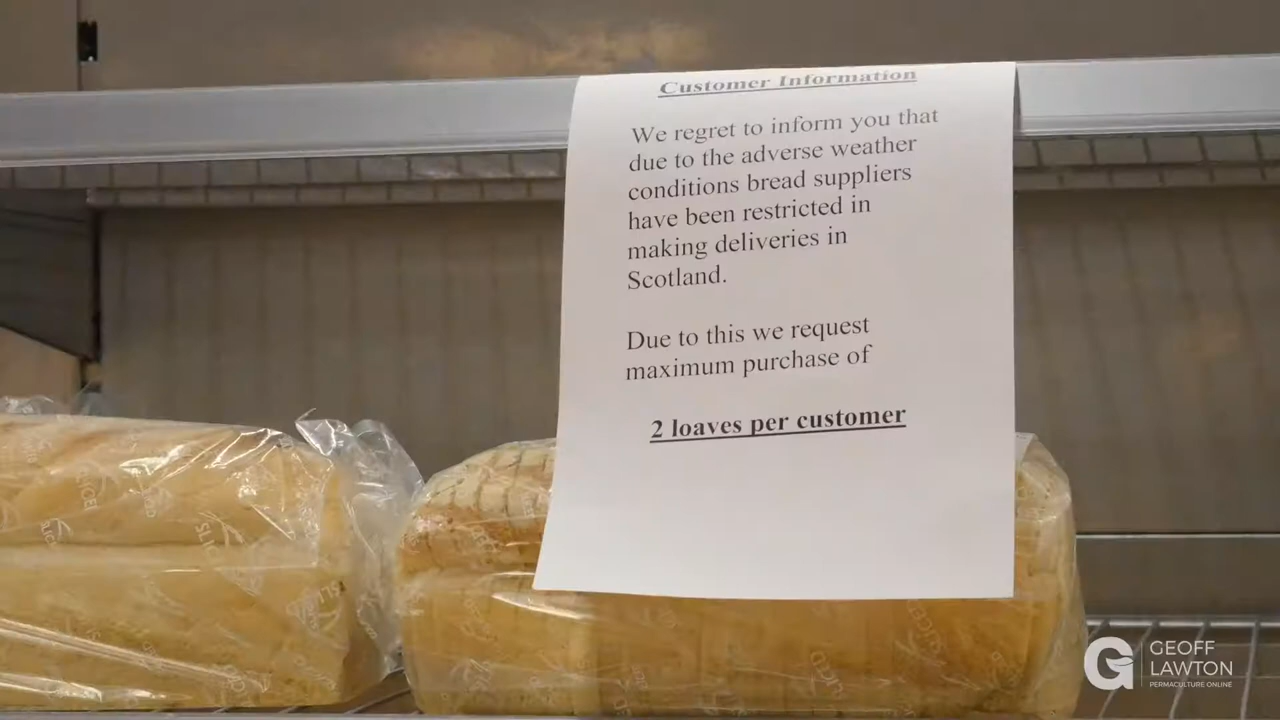 Customer Information
We regret to inform you that
due to the adverse weather
conditions bread suppliers
have been restricted in
making deliveries in
Scotland.
Due to this we request
maximum purchase of
2 loaves per customer
SLICED
GEOFF
LAWTON
PERMACULTURE ONLINE